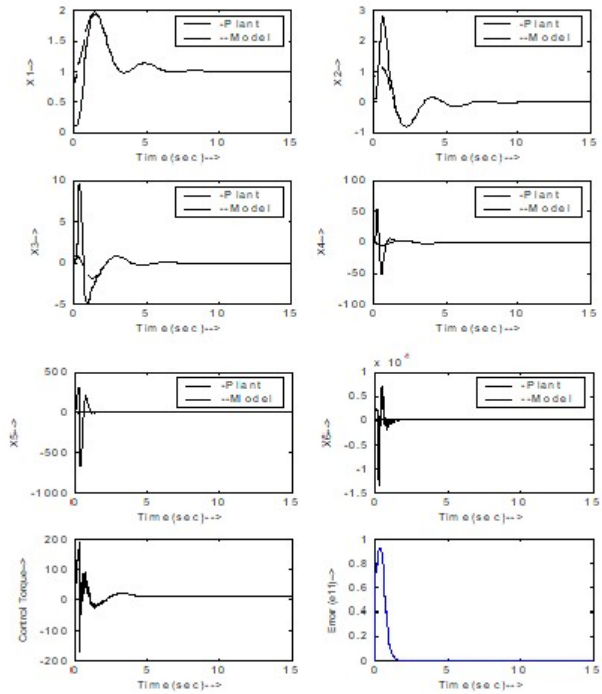 2
1.5
1
0.5
0
X1-->
-Plant
--Model
0
5
10
15
Time(sec)-->
3
2
1
0
-1
X2-->
-Plant
--Model
0
5
10
15
Time(sec)-->
10
5
0
-5
X3-->
-Plant
--Model
0
5
10
15
Time(sec)-->
100
50
0
-50
-100
X4-->
-Plant
--Model
0
5
10
15
Time(sec)-->
500
0
-500
-1000
X5-->
-Plant
--Model
0
5
10
15
Time(sec)-->
x 10
1
0.5
0
-0.5
-1
-1.5
X6-->
-Plant
--Model
0
5
10
15
Time(sec)-->
200
100
0
-100
-200
Control Torque-->
0
5
10
15
Time(sec)-->
1
0.8
0.6
0.4
0.2
0
Error (e11)-->
0
5
10
15
Time(sec)-->